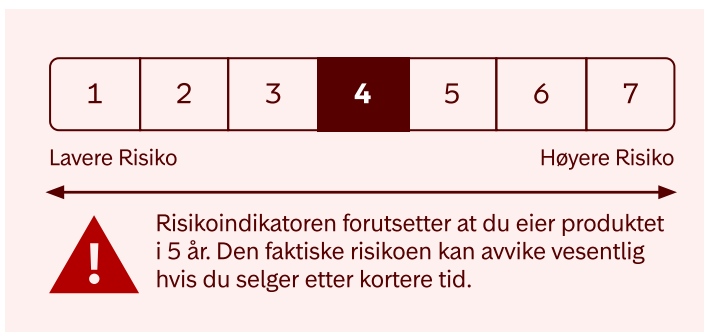 1 2 3 4 5 6 7
Lavere Risiko Høyere Risiko
!
Risikoindikatoren forutsetter at du eier produktet
i 5 år. Den faktiske risikoen kan avvike vesentlig
hvis du selger etter kortere tid.